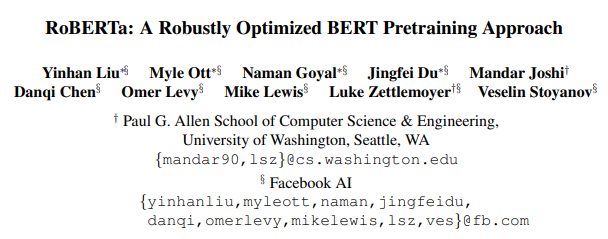 RoBERTa: A Robustly Optimized BERT Pretraining Approach
Yinhan Liu*§ Myle Ott*§ Naman Goyal*§ Jingfei Du*§ Mandar Joshi†
Danqi Chen§ Omer Levy§ Mike Lewis§ Luke Zettlemoyer†§ Veselin Stoyanov§
† Paul G. Allen School of Computer Science & Engineering,
University of Washington, Seattle, WA
{mandar90,lsz}@cs.washington.edu
§ Facebook AI
{yinhanliu,myleott,naman,jingfeidu,
danqi,omerlevy,mikelewis,lsz,ves}@fb.com